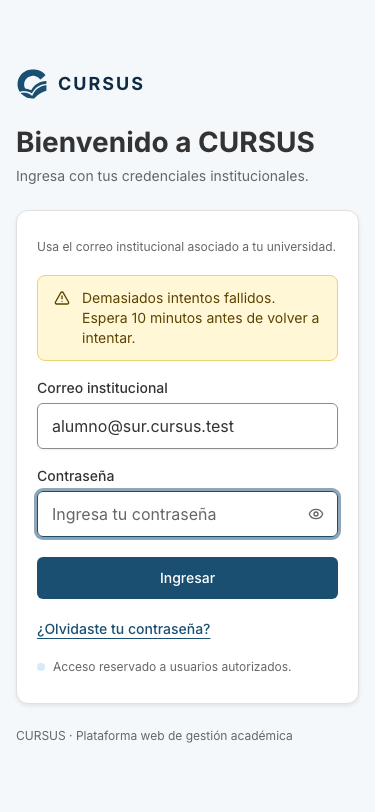 CURSUS
Bienvenido a CURSUS
Ingresa con tus credenciales institucionales.
Usa el correo institucional asociado a tu universidad.
Demasiados intentos fallidos.
Espera 10 minutos antes de volver a
intentar.
Correo institucional
alumno@sur.cursus.test
Contraseña
Ingresa tu contraseña
Ingresar
¿Olvidaste tu contraseña?
Acceso reservado a usuarios autorizados.
CURSUS · Plataforma web de gestión académica